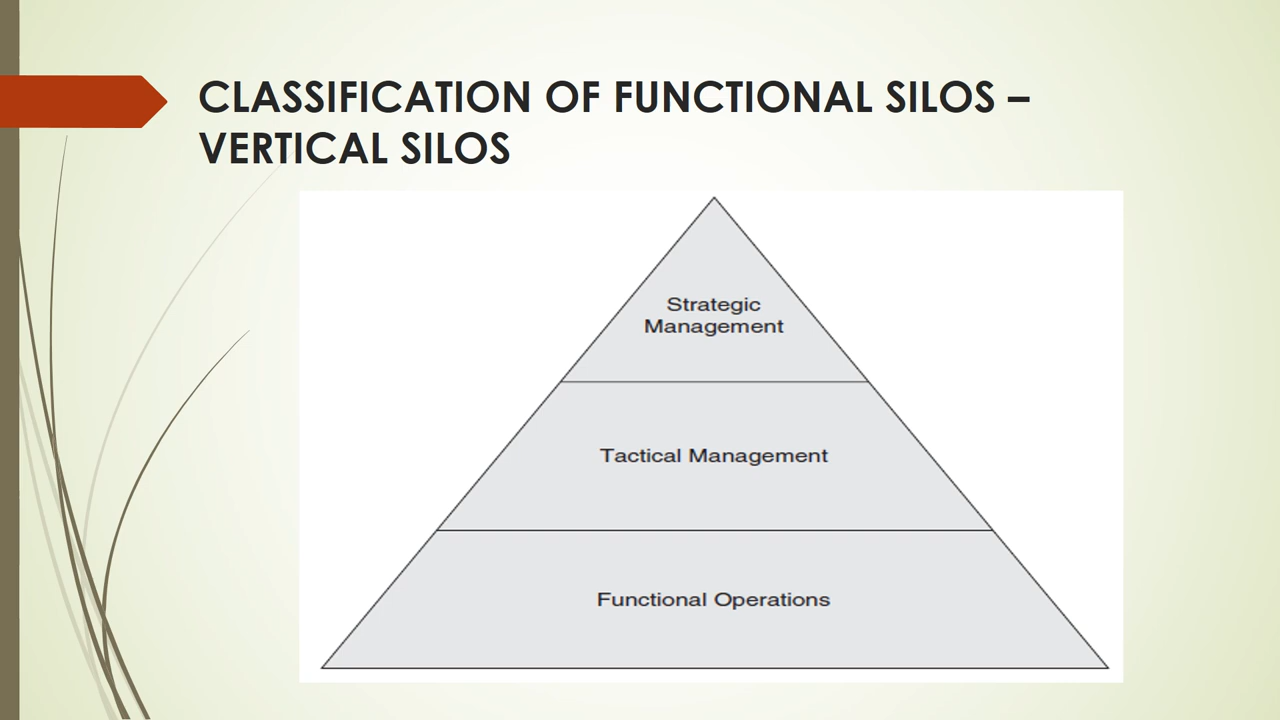 CLASSIFICATION OF FUNCTIONAL SILOS –
VERTICAL SILOS
Strategic
Management
Tactical Management
Functional Operations